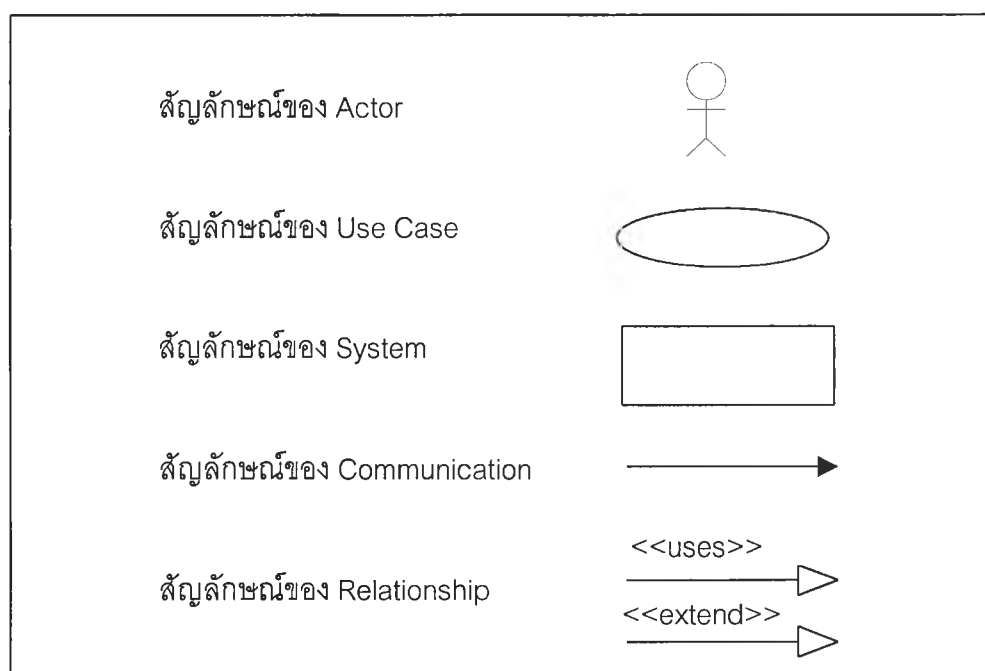 สัญลักษณ์ของ Actor
สัญลักษณ์ของ Use Case
สัญลักษณ์ของ System
สัญลักษณ์ของ Communication
<<uses>>
สัญลักษณ์ของ Relationship
<<extend>>